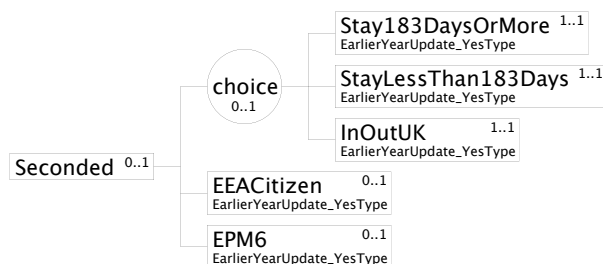 Stay183DaysOrMore 1..1
EarlierYearUpdate_YesType
StayLessThan183Days 1..1
EarlierYearUpdate_YesType
choice
0..1
InOutUK 1..1
EarlierYearUpdate_YesType
Seconded 0..1
EEACitizen 0..1
EarlierYearUpdate_YesType
EPM6 0..1
EarlierYearUpdate_YesType